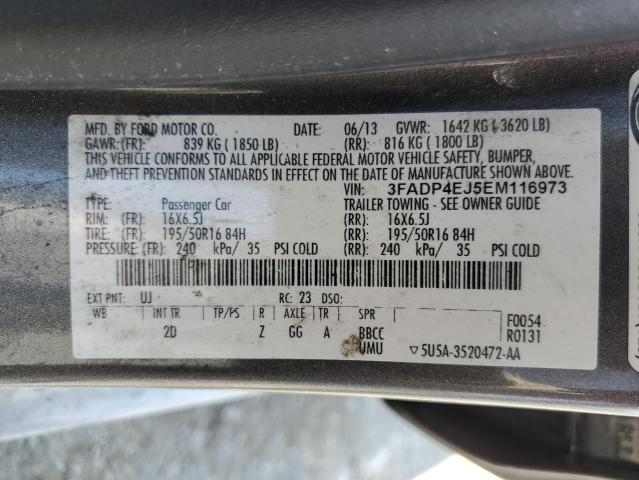 MFD. BY FORD MOTOR CO. 06/13 GVWR: 1642 KG ( 3620 LB)
GAWR: (FR): 839 KG ( 1850 LB) (RR): 816 KG ( 1800 LB)
THIS VEHICLE CONFORMS TO ALL APPLICABLE FEDERAL MOTOR VEHICLE SAFETY, BUMPER,
AND THEFT PREVENTION STANDARDS IN EFFECT ON THE DATE OF MANUFACTURE SHOWN ABOVE.
VIN: 3FADP4EJ5EM116973
TYPE: Passenger Car TRAILER TOWING - SEE OWNER GUIDE
RIM: (FR): 16X6.5J (RR): 16X6.5J
TIRE: (FR): 195/50R16 84H (RR): 195/50R16 84H
PRESSURE: (FR): 240 kPa/ 35 PSI COLD (RR): 240 kPa/ 35 PSI COLD
EXT PNT: UJ RC: 23 DSO:
WB INT TR TP/PS R AXLE TR SPR F0054
2D Z GG A BBCC R0131
UMU ▽5U5A-3520472-AA